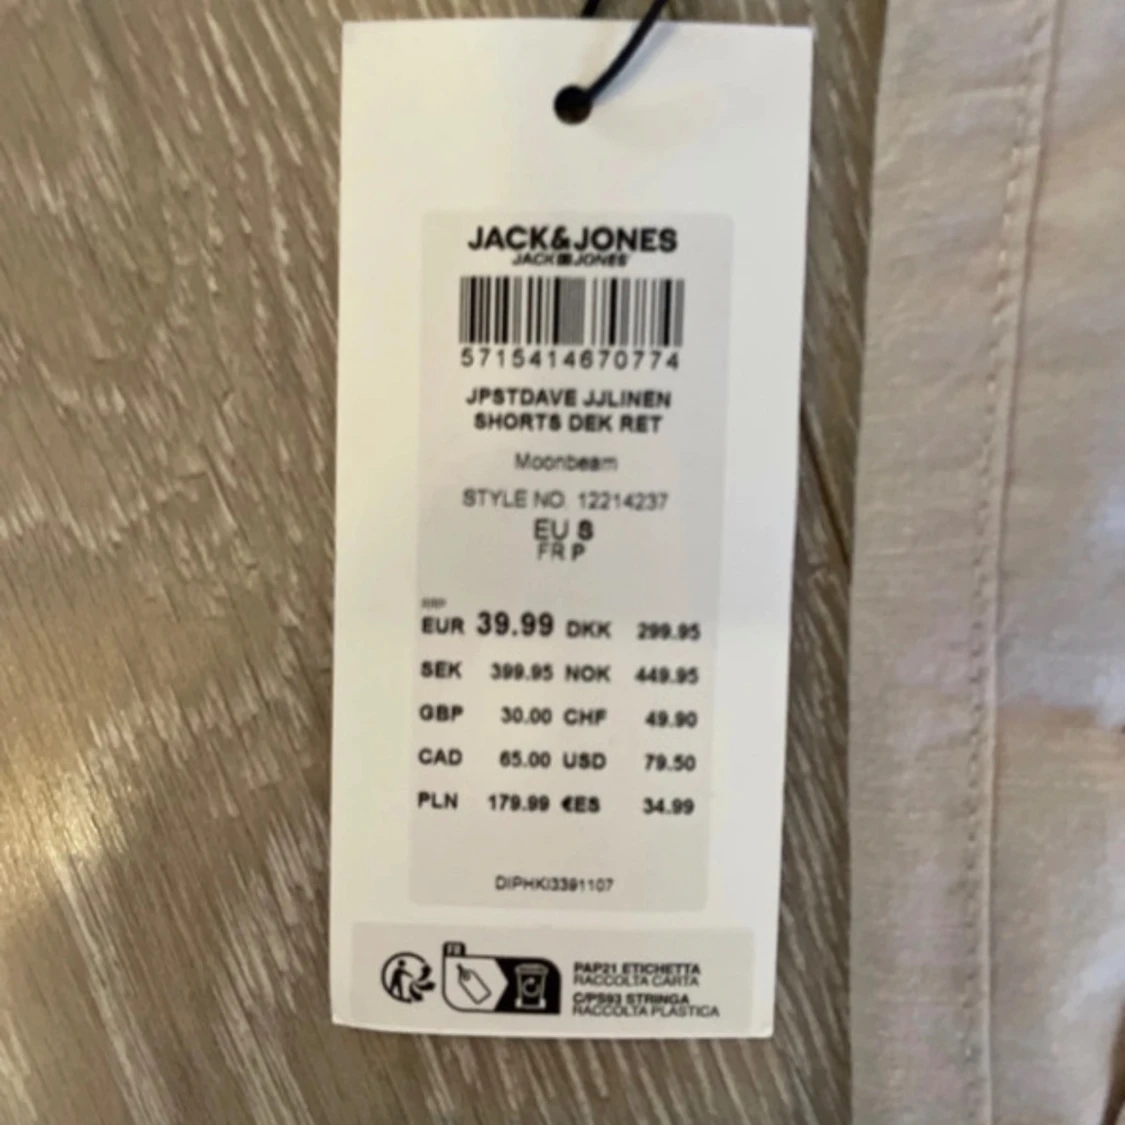 JACK&JONES
JACK&JONES
5715414670774
JPSTDAVE JJLINEN
SHORTS DEK RET
Moonbeam
STYLE NO. 12214237
EU S
FR P
RRP
EUR 39.99 DKK 299.95
SEK 399.95 NOK 449.95
GBP 30.00 CHF 49.90
CAD 65.00 USD 79.50
PLN 179.99 €ES 34.99
DIPHKI3391107
FR
PAP21 ETICHETTA
RACCOLTA CARTA
C/PS93 STRINGA
RACCOLTA PLASTICA